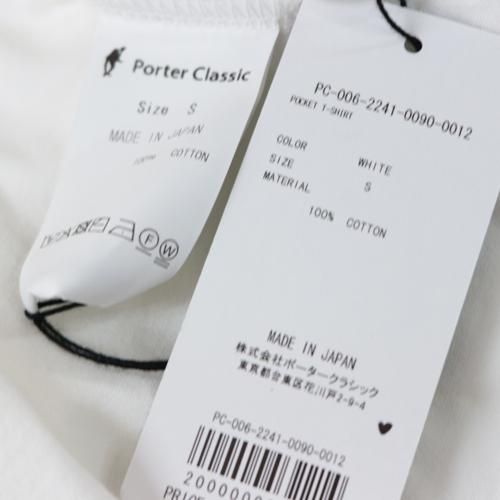 Porter Classic
Size S
MADE IN JAPAN
100% COTTON
F W
PC-006-2241-0090-0012
POCKET T-SHIRT
COLOR WHITE
SIZE S
MATERIAL
100% COTTON
MADE IN JAPAN
株式会社ポータークラシック
東京都台東区花川戸2-9-4
PC-006-2241-0090-0012